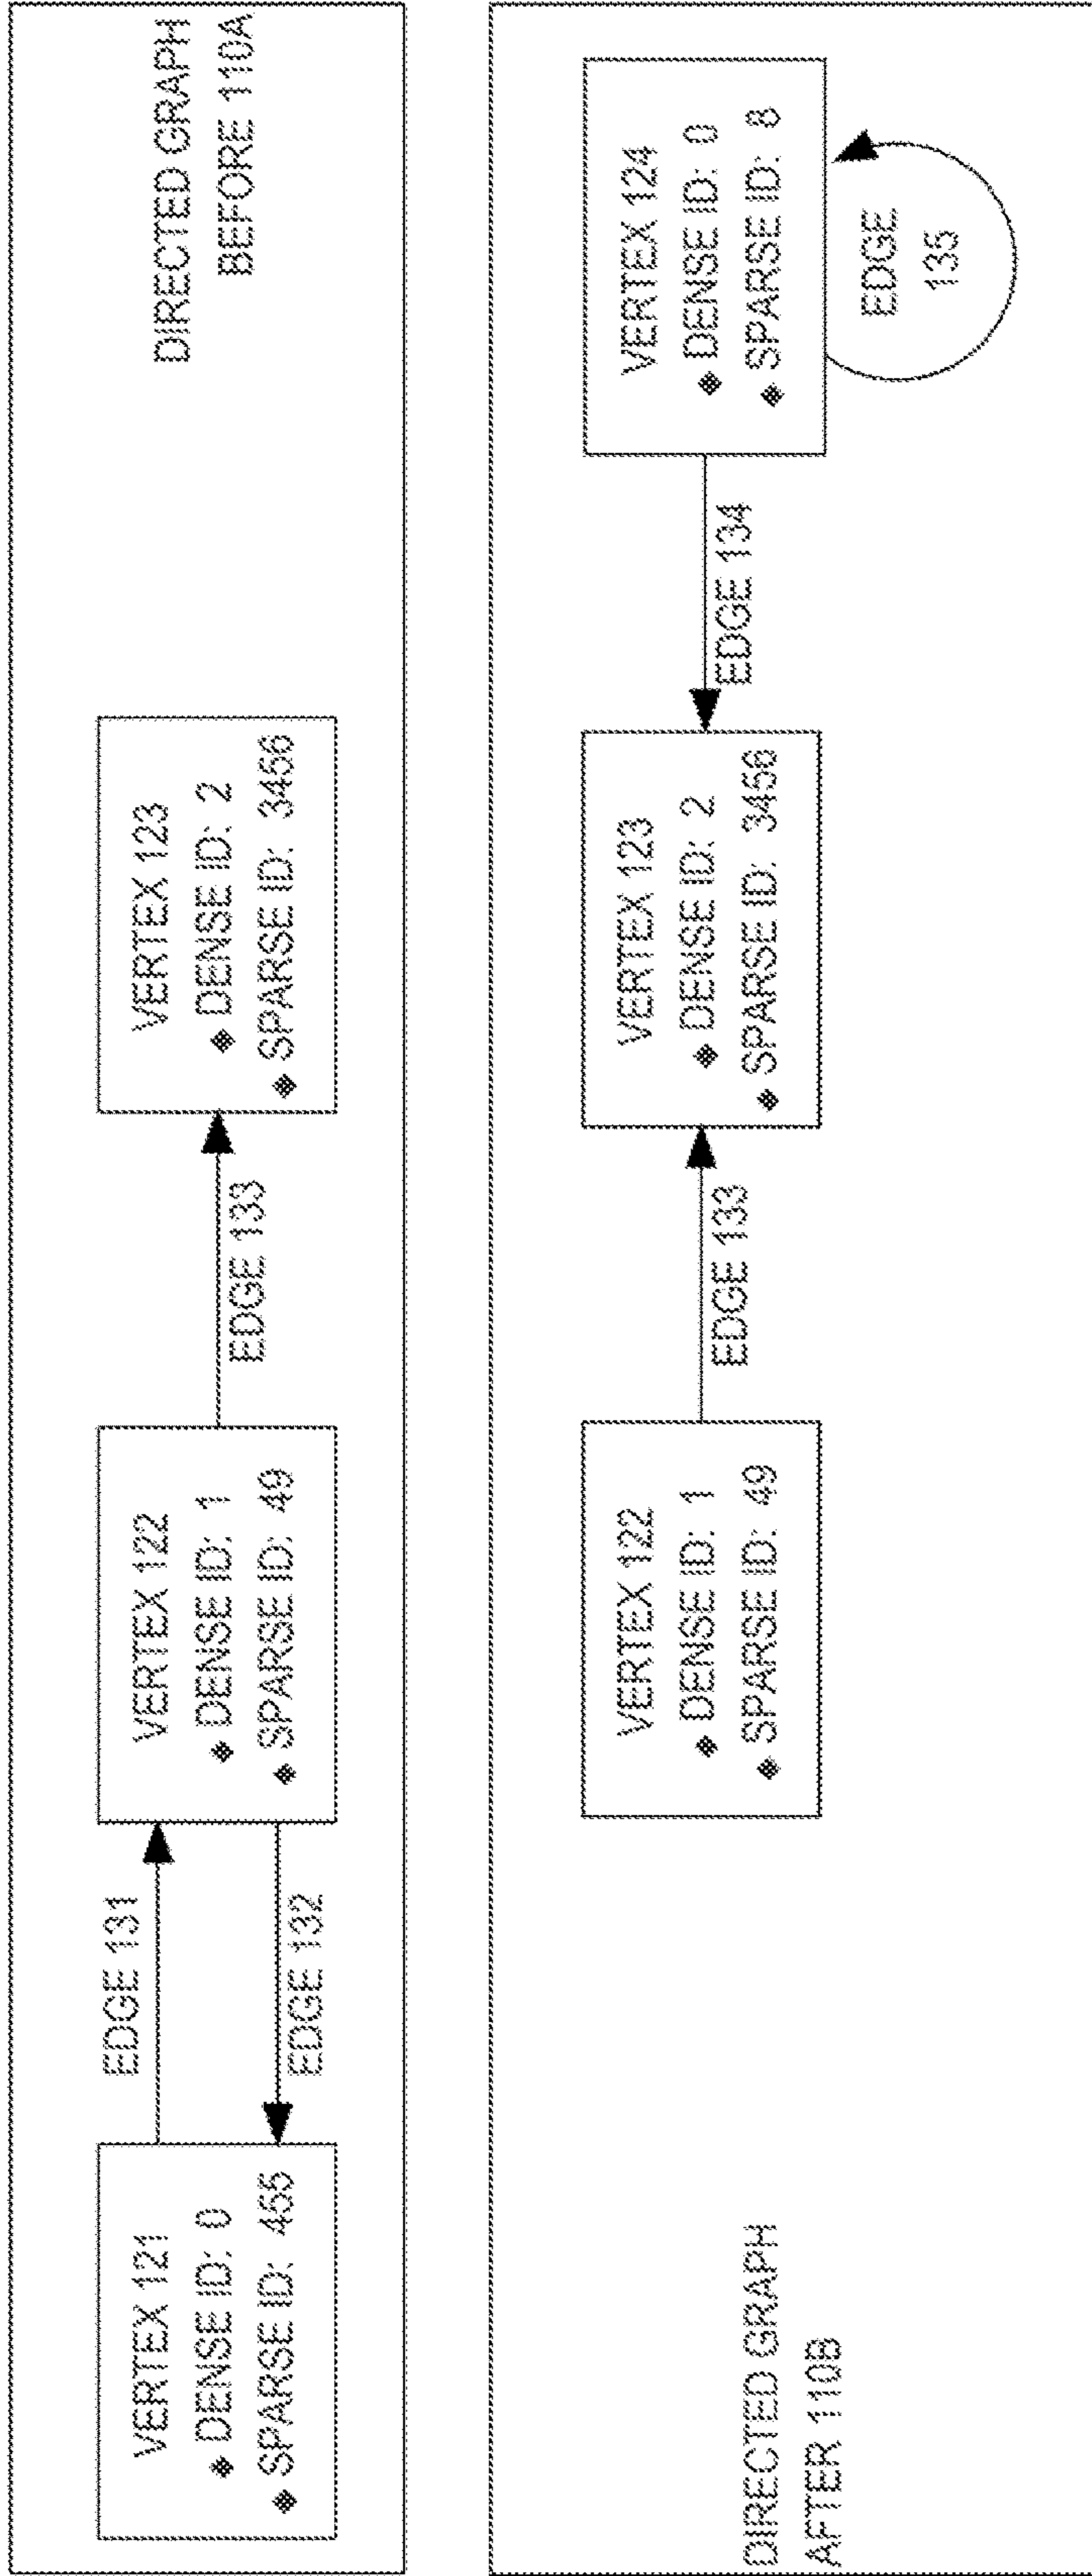 DIRECTED GRAPH
BEFORE 110A
VERTEX 121
◆ DENSE ID: 0
◆ SPARSE ID: 455
EDGE 131
EDGE 132
VERTEX 122
◆ DENSE ID: 1
◆ SPARSE ID: 49
EDGE 133
VERTEX 123
◆ DENSE ID: 2
◆ SPARSE ID: 3456
DIRECTED GRAPH
AFTER 110B
VERTEX 122
◆ DENSE ID: 1
◆ SPARSE ID: 49
EDGE 133
VERTEX 123
◆ DENSE ID: 2
◆ SPARSE ID: 3456
EDGE 134
VERTEX 124
◆ DENSE ID: 0
◆ SPARSE ID: 8
EDGE
135